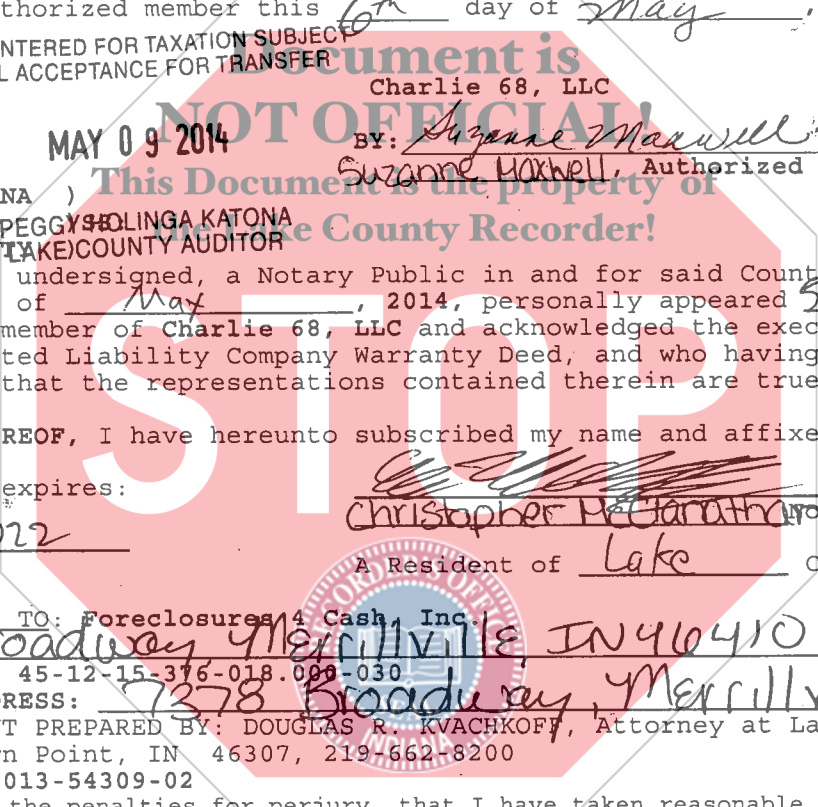 thorized member this 6th day of May,
NTERED FOR TAXATION SUBJECT
L ACCEPTANCE FOR TRANSFER
Document is
Charlie 68, LLC
NOT OFFICIAL!
MAY 09 2014
BY: Suzanne Maxwell
Suzanne Maxwell, Authorized
This Document is the property of
NA )
PEGGY HOLINGA KATONA
the Lake County Recorder!
LAKE COUNTY AUDITOR
undersigned, a Notary Public in and for said Count
of May, 2014, personally appeared S
member of Charlie 68, LLC and acknowledged the exec
ted Liability Company Warranty Deed, and who having
that the representations contained therein are true
STOP
REOF, I have hereunto subscribed my name and affixe
expires:
Christopher
022
A Resident of Lake C
RECORDER'S OFFICE
TO: Foreclosures 4 Cash, Inc.
oadway Merrillville, IN 46410
45-12-15-376-018.000-030
RESS: 7378 Broadway, Merrillv
T PREPARED BY: DOUGLAS R. KVACHKOFF, Attorney at La
n Point, IN 46307, 219-662-8200
INDIANA
013-54309-02
the penalties for perjury, that I have taken reasonable